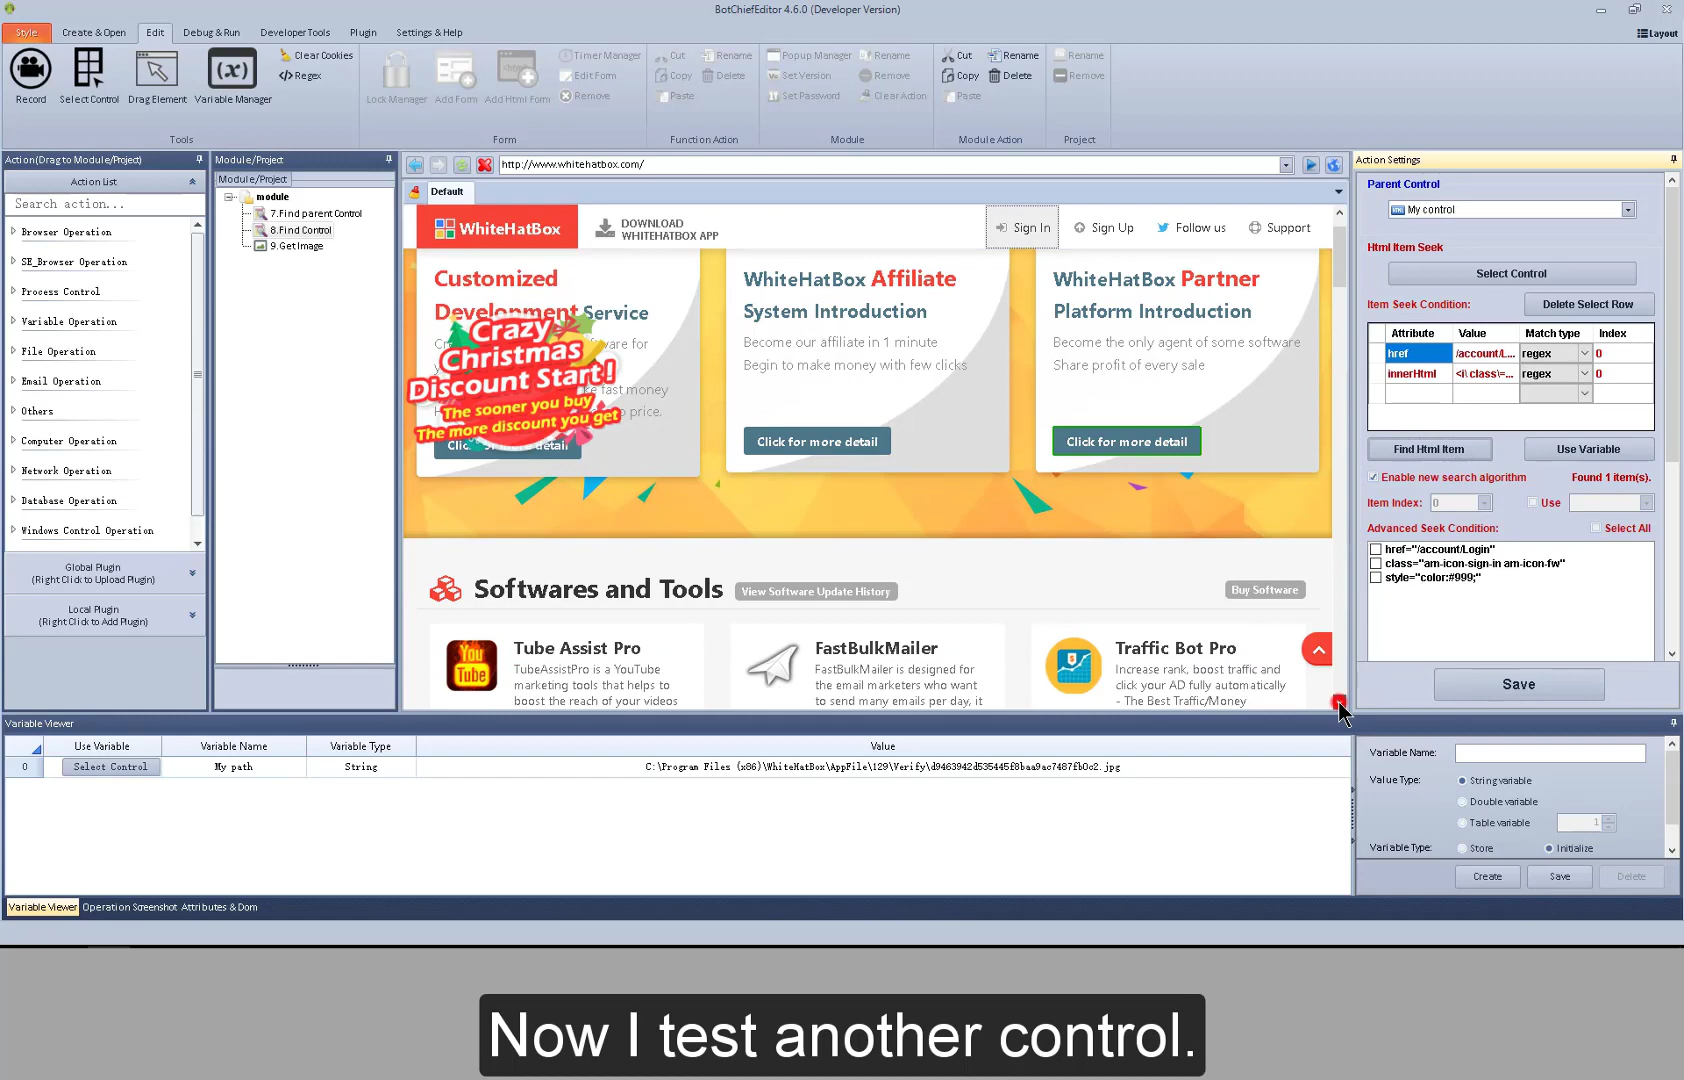 BotChiefEditor 4.6.0 (Developer Version)
Style
Create & Open
Edit
Debug & Run
Developer Tools
Plugin
Settings & Help
Layout
Record
Select Control
Drag Element
Variable Manager
Clear Cookies
</> Regex
Tools
Lock Manager
Add Form
Add Html Form
Timer Manager
Edit Form
Remove
Form
Cut
Copy
Paste
Rename
Delete
Function Action
Popup Manager
Set Version
Set Password
Rename
Remove
Clear Action
Module
Cut
Copy
Paste
Rename
Delete
Module Action
Rename
Remove
Project
Action(Drag to Module/Project)
Action List
Search action...
Browser Operation
SE_Browser Operation
Process Control
Variable Operation
File Operation
Email Operation
Others
Computer Operation
Network Operation
Database Operation
Windows Control Operation
Global Plugin
(Right Click to Upload Plugin)
Local Plugin
(Right Click to Add Plugin)
Module/Project
Module/Project
module
7.Find parent Control
8.Find Control
9.Get Image
http://www.whitehatbox.com/
Default
WhiteHatBox
DOWNLOAD
WHITEHATBOX APP
Sign In
Sign Up
Follow us
Support
Customized
Development Service
Crazy
Christmas
Discount Start!
The sooner you buy
The more discount you get
WhiteHatBox Affiliate
System Introduction
Become our affiliate in 1 minute
Begin to make money with few clicks
Click for more detail
WhiteHatBox Partner
Platform Introduction
Become the only agent of some software
Share profit of every sale
Click for more detail
Softwares and Tools
View Software Update History
Buy Software
You
Tube
Tube Assist Pro
TubeAssistPro is a YouTube
marketing tools that helps to
boost the reach of your videos
FastBulkMailer
FastBulkMailer is designed for
the email marketers who want
to send many emails per day, it
Traffic Bot Pro
Increase rank, boost traffic and
click your AD fully automatically
- The Best Traffic/Money
Action Settings
Parent Control
My control
Html Item Seek
Select Control
Item Seek Condition:
Delete Select Row
Attribute Value Match type Index
href /account/L... regex 0
innerHtml <i\ class\=... regex 0
Find Html Item
Use Variable
Enable new search algorithm
Found 1 item(s).
Item Index: 0
Use
Advanced Seek Condition:
Select All
href="/account/Login"
class="am-icon-sign-in am-icon-fw"
style="color:#999;"
Save
Variable Viewer
Use Variable Variable Name Variable Type Value
0 Select Control My path String C:\Program Files (x86)\WhiteHatBox\AppFile\129\Verify\d9463942d535445f8baa9ac7487fb0c2.jpg
Variable Name:
Value Type:
String variable
Double variable
Table variable
1
Variable Type:
Store
Initialize
Create
Save
Delete
Variable Viewer
Operation Screenshot
Attributes & Dom
Now I test another control.